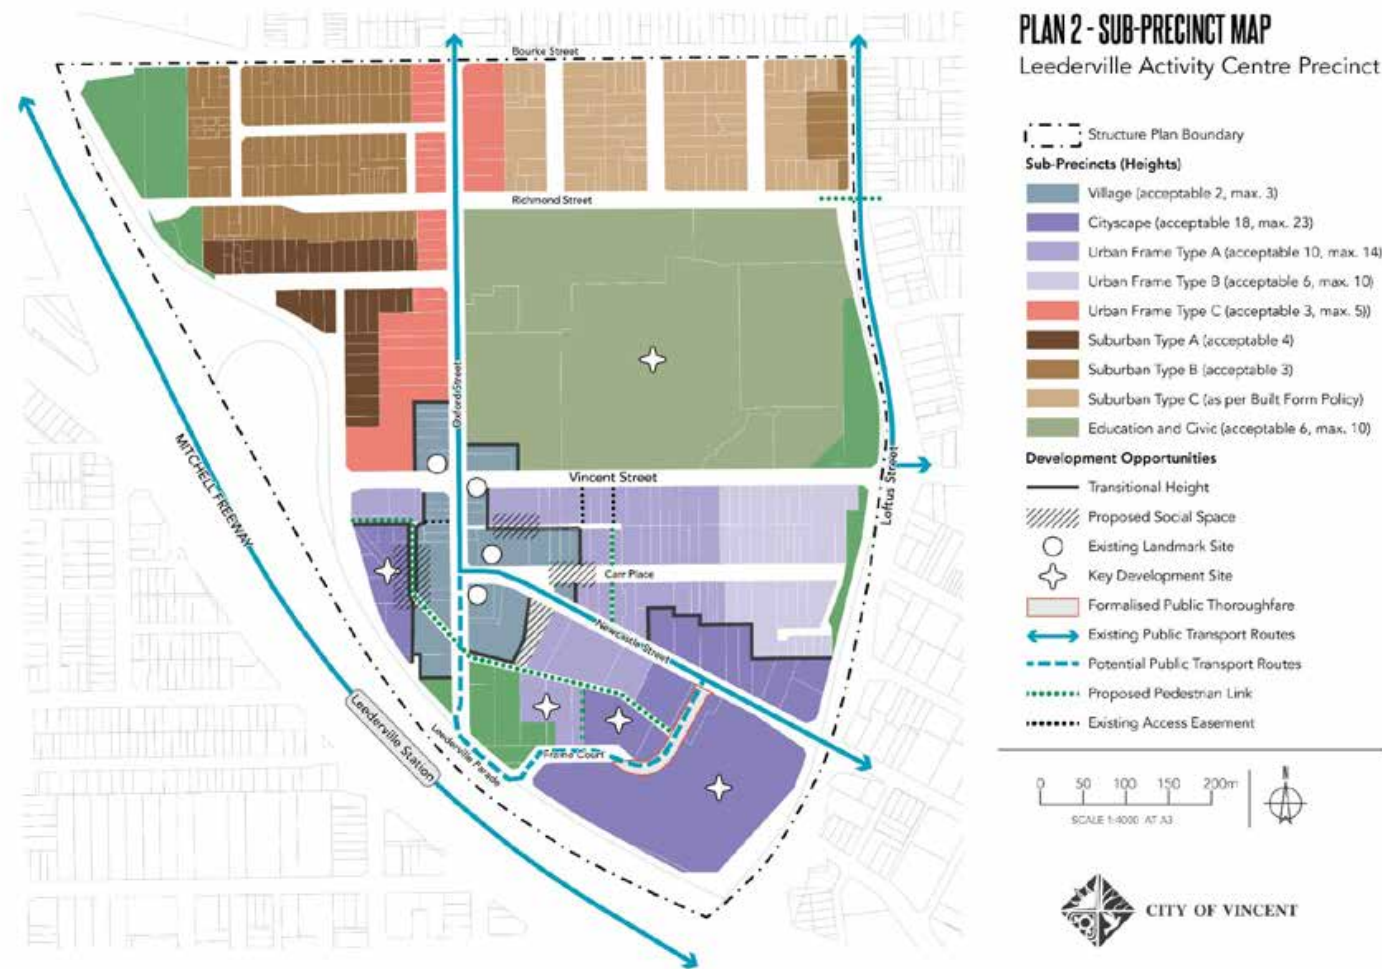 PLAN 2 - SUB-PRECINCT MAP
Leederville Activity Centre Precinct
Structure Plan Boundary
Sub-Precincts (Heights)
Village (acceptable 2, max. 3)
Cityscape (acceptable 18, max. 23)
Urban Frame Type A (acceptable 10, max. 14)
Urban Frame Type B (acceptable 6, max. 10)
Urban Frame Type C (acceptable 3, max. 5))
Suburban Type A (acceptable 4)
Suburban Type B (acceptable 3)
Suburban Type C (as per Built Form Policy)
Education and Civic (acceptable 6, max. 10)
Development Opportunities
Transitional Height
Proposed Social Space
Existing Landmark Site
Key Development Site
Formalised Public Thoroughfare
Existing Public Transport Routes
Potential Public Transport Routes
Proposed Pedestrian Link
Existing Access Easement
0 50 100 150 200m
N
SCALE 1:4000 AT A3
CITY OF VINCENT
Bourke Street
Richmond Street
Oxford Street
Vincent Street
Loftus Street
MITCHELL FREEWAY
Carr Place
Newcastle Street
Leederville Parade
Frame Court
Leederville Station